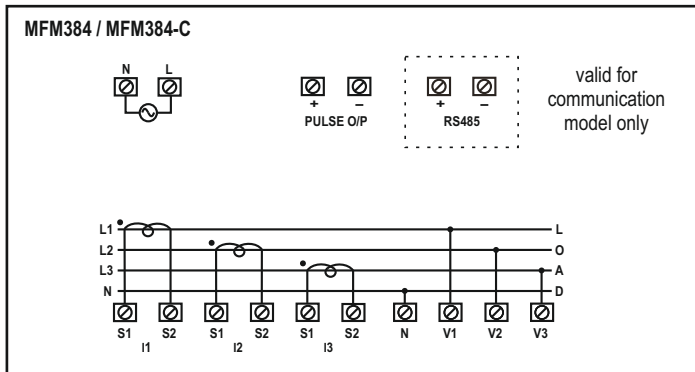 MFM384 / MFM384-C
N L
+ – + –
PULSE O/P RS485
valid for
communication
model only
L1 L
L2 O
L3 A
N D
S1 S2 S1 S2 S1 S2 N V1 V2 V3
I1 I2 I3